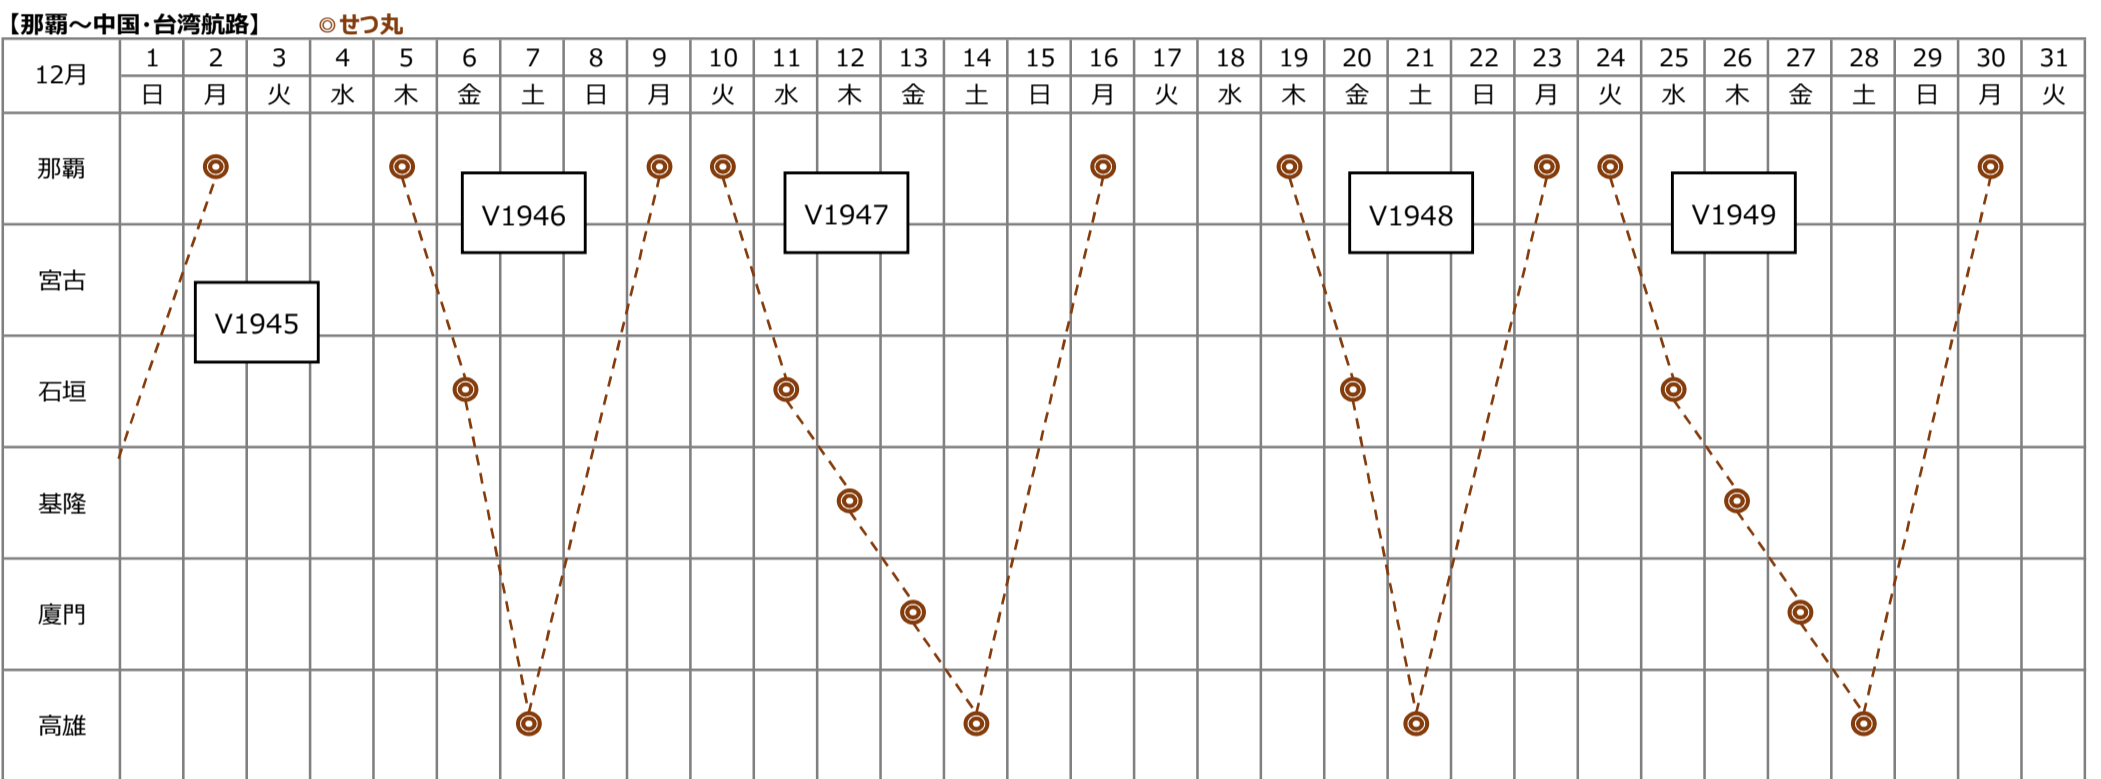 【那覇～中国・台湾航路】 ◎せつ丸
12月 1 2 3 4 5 6 7 8 9 10 11 12 13 14 15 16 17 18 19 20 21 22 23 24 25 26 27 28 29 30 31
日 月 火 水 木 金 土 日 月 火 水 木 金 土 日 月 火 水 木 金 土 日 月 火 水 木 金 土 日 月 火
那覇
V1946 V1947 V1948 V1949
宮古
V1945
石垣
基隆
廈門
高雄